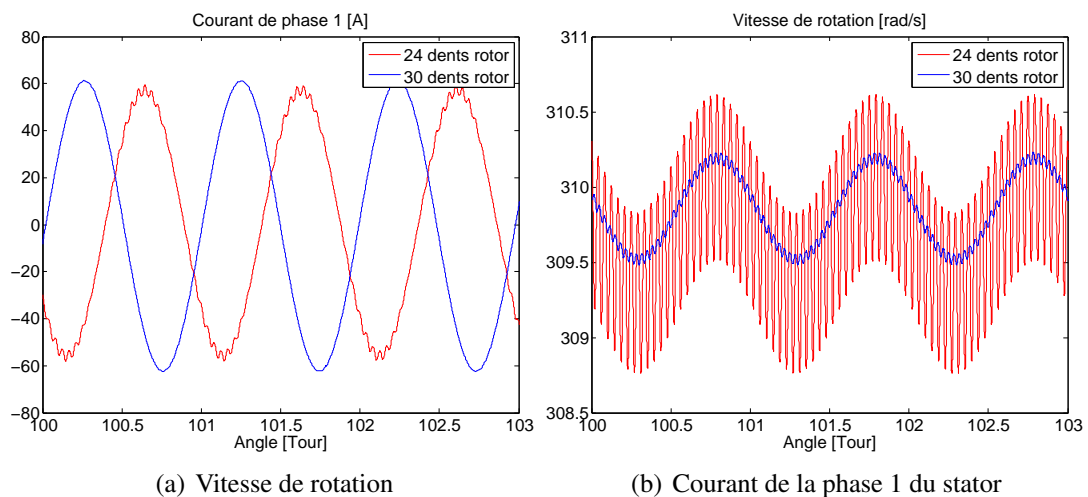 Courant de phase 1 [A]
80
60
40
20
0
−20
−40
−60
−80
100
100.5
101
101.5
102
102.5
103
Angle [Tour]
24 dents rotor
30 dents rotor
(a) Vitesse de rotation
Vitesse de rotation [rad/s]
311
310.5
310
309.5
309
308.5
100
100.5
101
101.5
102
102.5
103
Angle [Tour]
24 dents rotor
30 dents rotor
(b) Courant de la phase 1 du stator